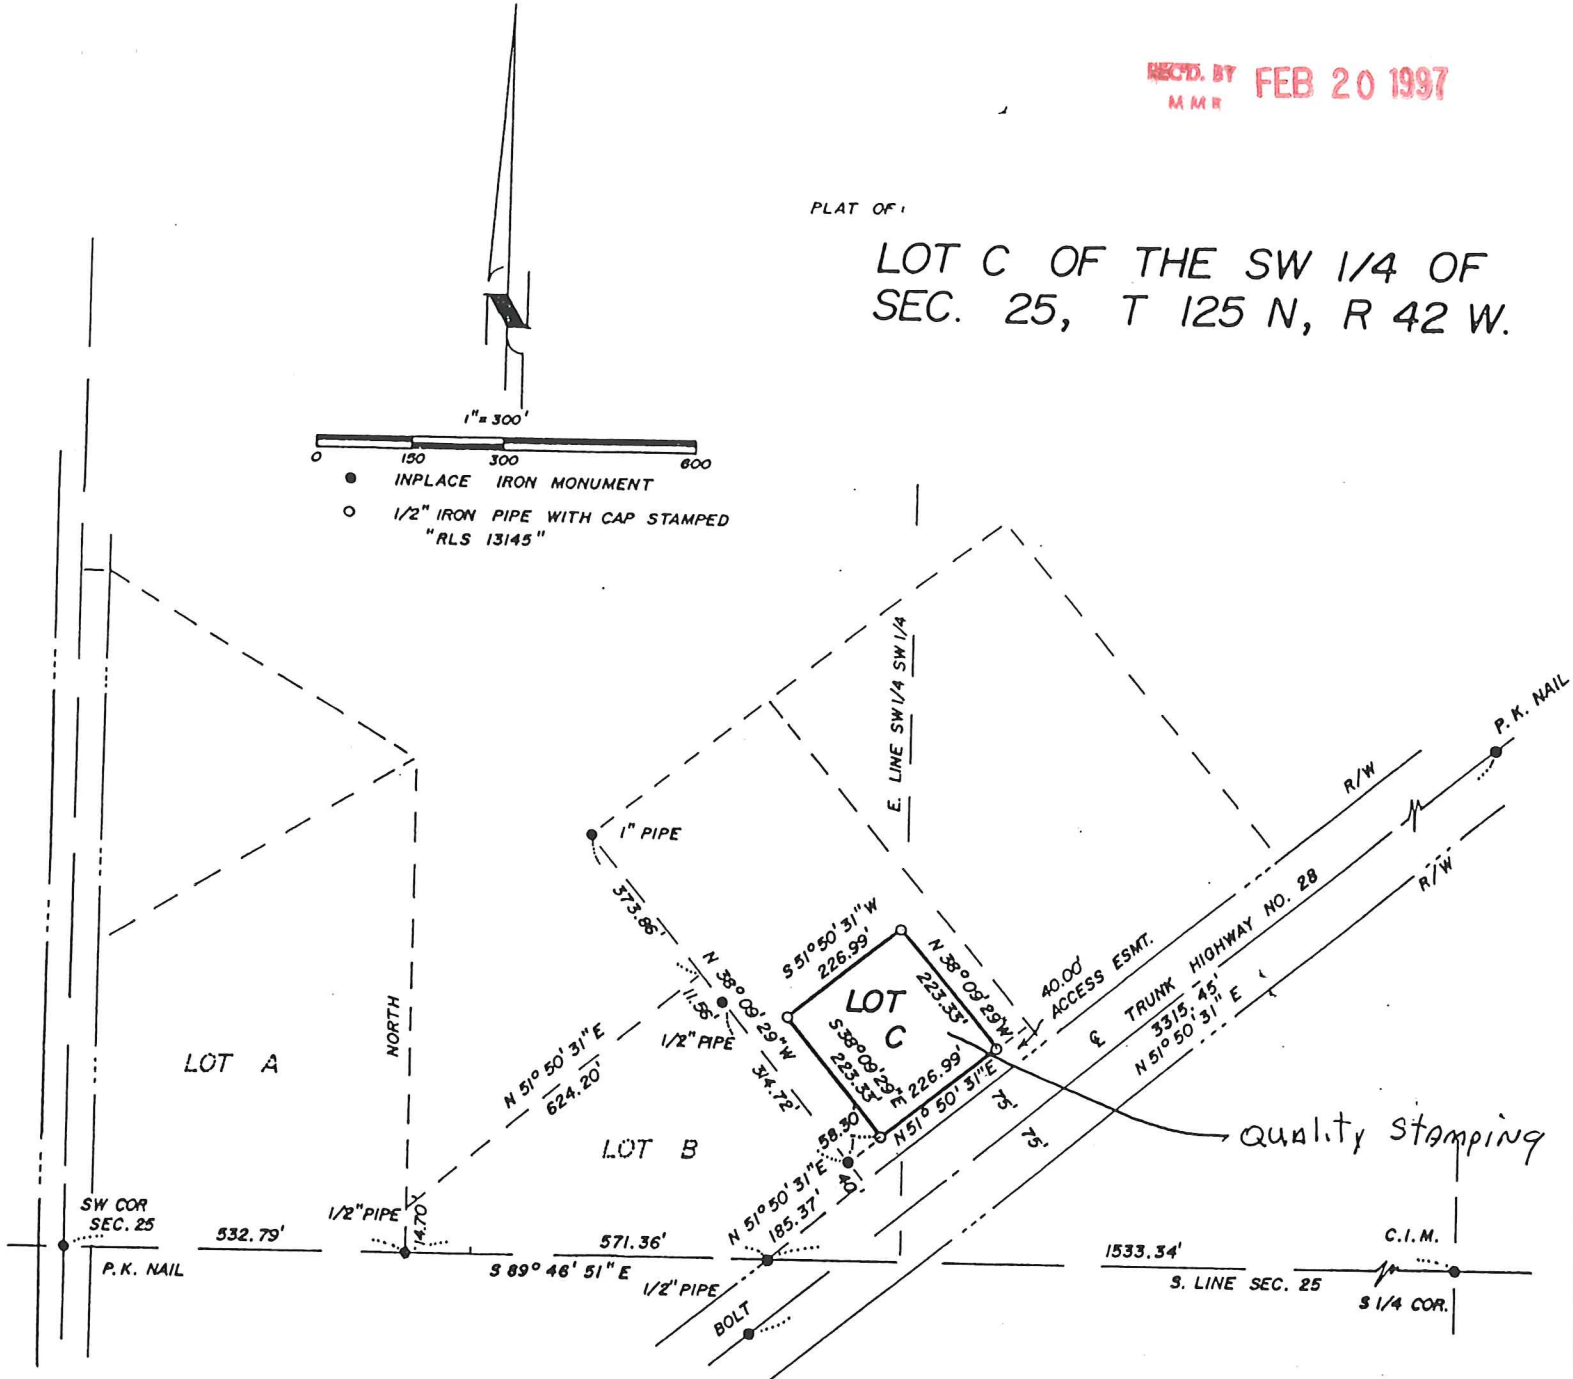 REC'D. BY FEB 20 1997
MMR
PLAT OF:
LOT C OF THE SW 1/4 OF
SEC. 25, T 125 N, R 42 W.
1"= 300'
0 150 300 600
INPLACE IRON MONUMENT
1/2" IRON PIPE WITH CAP STAMPED
"RLS 13145"
E. LINE SW 1/4 SW 1/4
P.K. NAIL
R/W
R/W
1" PIPE
373.86'
N 38° 09' 29" W
11.56'
1/2" PIPE
314.72'
S 51° 50' 31" W
226.99'
N 38° 09' 29" W
223.33'
LOT
C
S 38° 09' 29" E
223.33'
226.99'
N 51° 50' 31" E
40.00'
ACCESS ESMT.
℄ TRUNK HIGHWAY NO. 28
3315.45'
N 51° 50' 31" E
75'
75'
NORTH
LOT A
N 51° 50' 31" E
624.20'
LOT B
58.30'
40'
N 51° 50' 31" E
185.37'
Quality Stamping
SW COR
SEC. 25
532.79'
P.K. NAIL
1/2" PIPE
14.70'
571.36'
S 89° 46' 51" E
1/2" PIPE
BOLT
1533.34'
S. LINE SEC. 25
C.I.M.
S 1/4 COR.